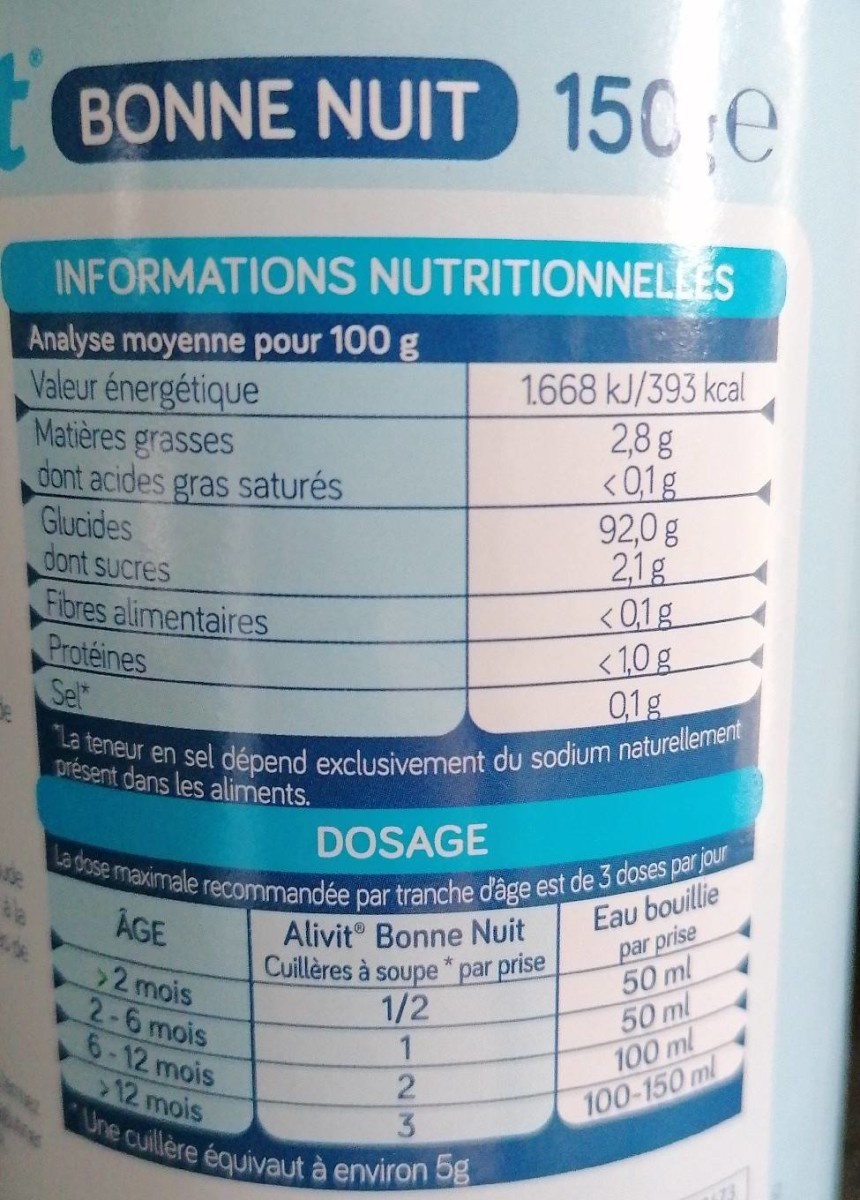 BONNE NUIT 150 g e
INFORMATIONS NUTRITIONNELLES
Analyse moyenne pour 100 g
Valeur énergétique 1.668 kJ/393 kcal
Matières grasses 2,8 g
dont acides gras saturés <0,1 g
Glucides 92,0 g
dont sucres 2,1 g
Fibres alimentaires <0,1 g
Protéines <1,0 g
Sel* 0,1 g
*La teneur en sel dépend exclusivement du sodium naturellement
présent dans les aliments.
DOSAGE
La dose maximale recommandée par tranche d'âge est de 3 doses par jour
ÂGE Alivit® Bonne Nuit Eau bouillie
Cuillères à soupe* par prise par prise
>2 mois 1/2 50 ml
2-6 mois 1 50 ml
6-12 mois 2 100 ml
>12 mois 3 100-150 ml
*Une cuillère équivaut à environ 5g